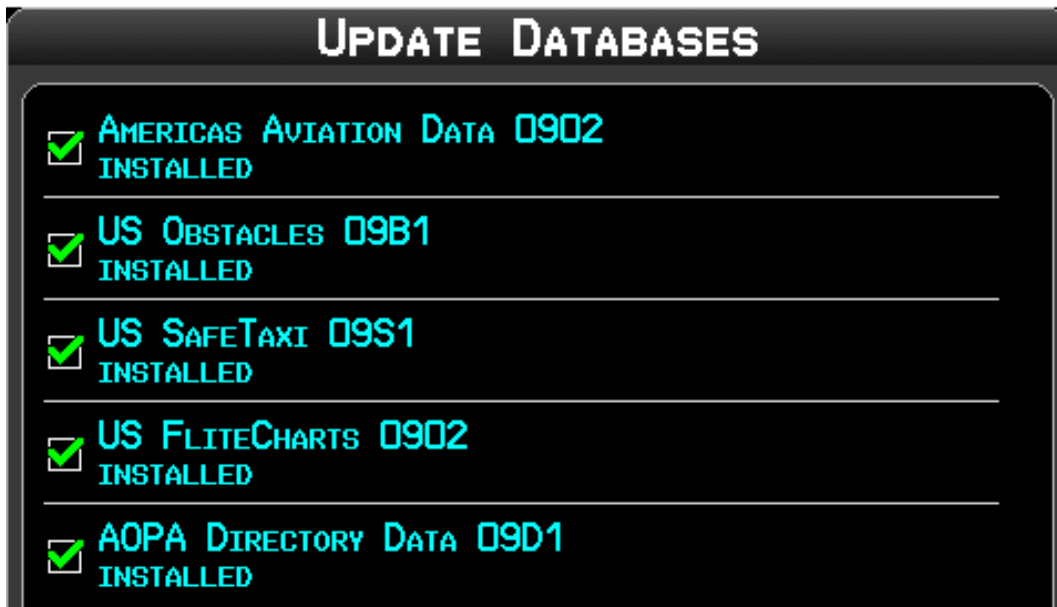 Update Databases
Americas Aviation Data 0902
INSTALLED
US Obstacles 09B1
INSTALLED
US SafeTaxi 09S1
INSTALLED
US FliteCharts 0902
INSTALLED
AOPA Directory Data 09D1
INSTALLED